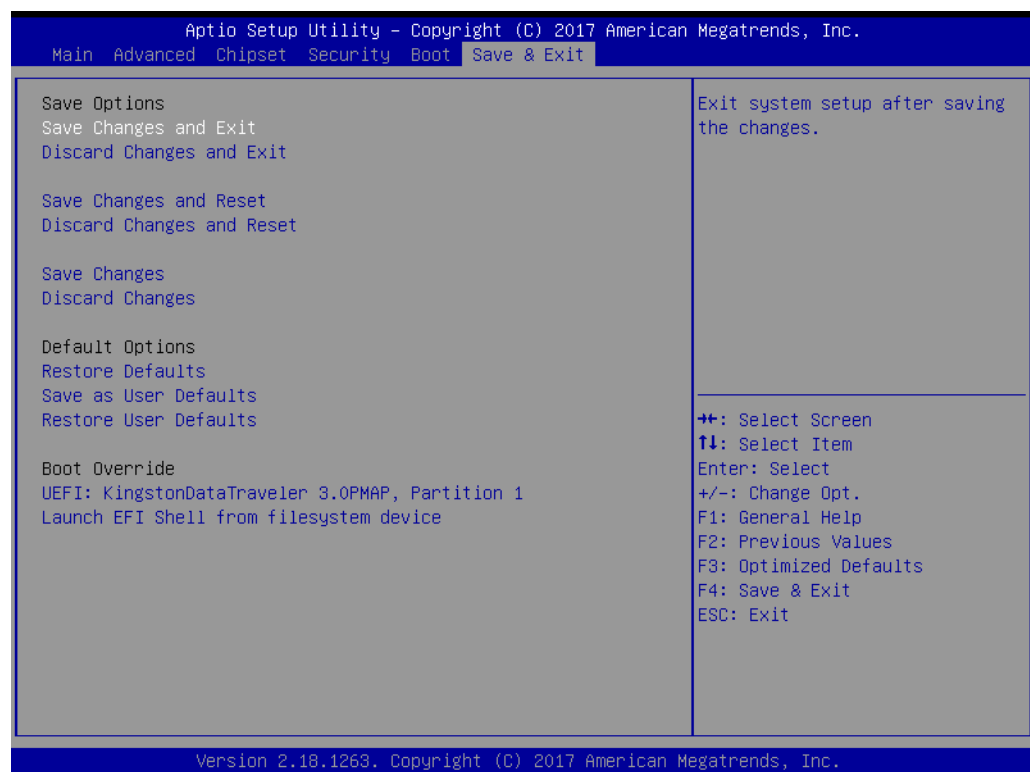 Aptio Setup Utility – Copyright (C) 2017 American Megatrends, Inc.
Main Advanced Chipset Security Boot Save & Exit
Save Options
Save Changes and Exit
Discard Changes and Exit
Save Changes and Reset
Discard Changes and Reset
Save Changes
Discard Changes
Default Options
Restore Defaults
Save as User Defaults
Restore User Defaults
Boot Override
UEFI: KingstonDataTraveler 3.0PMAP, Partition 1
Launch EFI Shell from filesystem device
Exit system setup after saving
the changes.
→←: Select Screen
↑↓: Select Item
Enter: Select
+/-: Change Opt.
F1: General Help
F2: Previous Values
F3: Optimized Defaults
F4: Save & Exit
ESC: Exit
Version 2.18.1263. Copyright (C) 2017 American Megatrends, Inc.